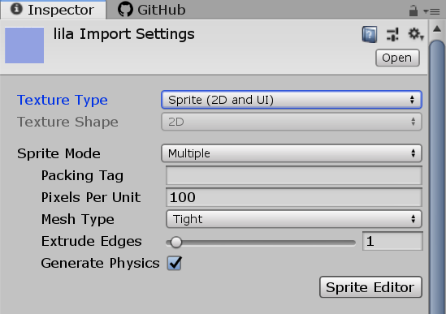 Inspector GitHub
lila Import Settings
Open
Texture Type Sprite (2D and UI)
Texture Shape 2D
Sprite Mode Multiple
Packing Tag
Pixels Per Unit 100
Mesh Type Tight
Extrude Edges 1
Generate Physics
Sprite Editor